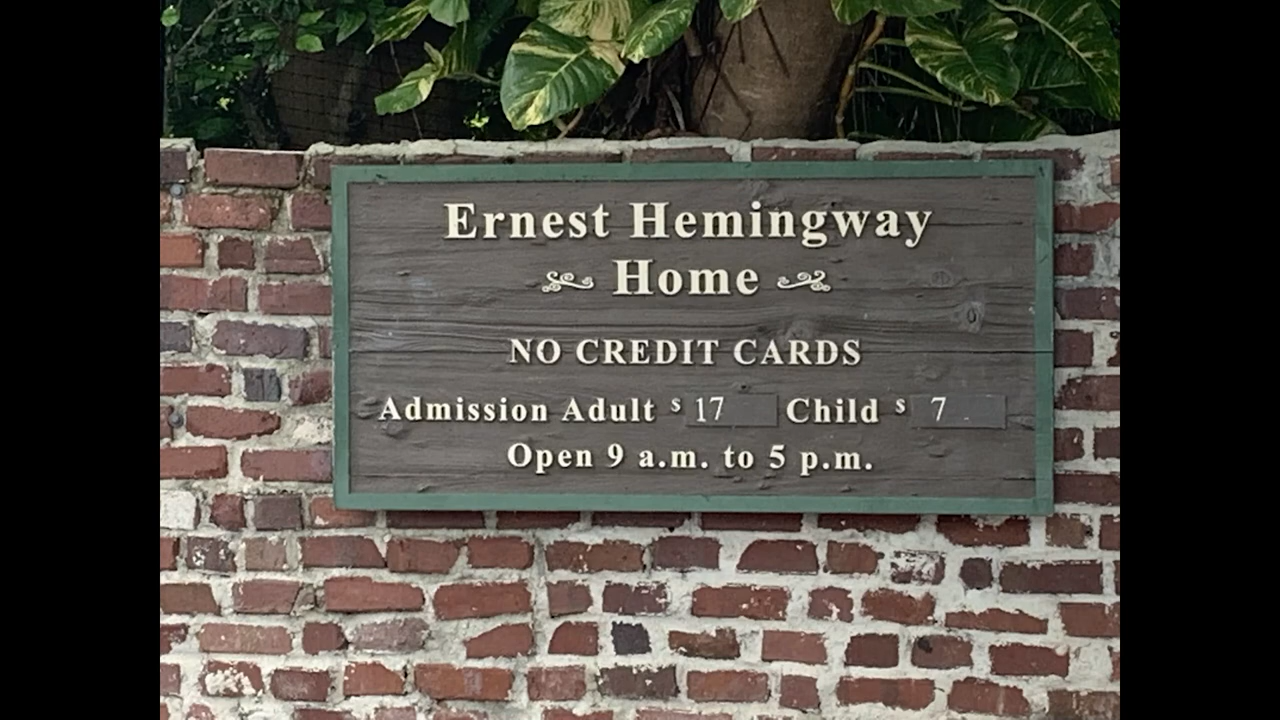 Ernest Hemingway
Home
NO CREDIT CARDS
Admission Adult $ 17 Child $ 7
Open 9 a.m. to 5 p.m.